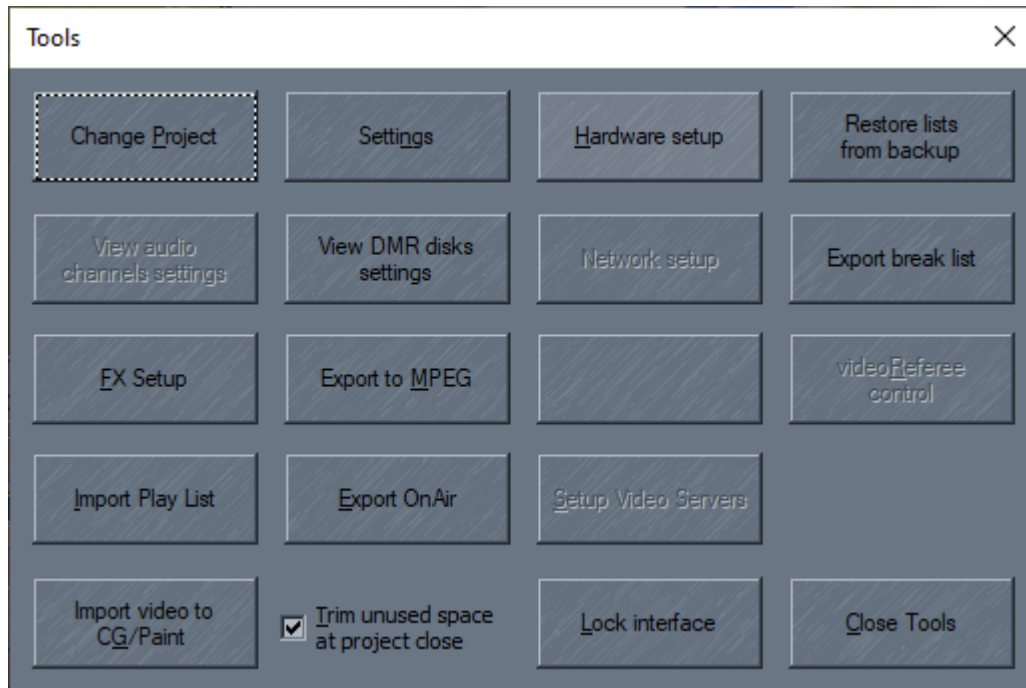 Tools
Change Project
Settings
Hardware setup
Restore lists
from backup
View audio
channels settings
View DMR disks
settings
Network setup
Export break list
FX Setup
Export to MPEG
videoReferee
control
Import Play List
Export OnAir
Setup Video Servers
Import video to
CG/Paint
Trim unused space
at project close
Lock interface
Close Tools